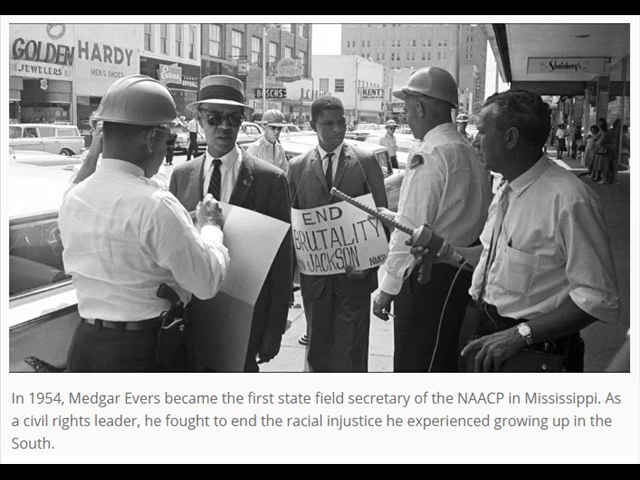 GOLDEN
JEWELERS
HARDY
MEN'S SHOES
KENT'S
Steinberg's
END
BRUTALITY
IN JACKSON
In 1954, Medgar Evers became the first state field secretary of the NAACP in Mississippi. As
a civil rights leader, he fought to end the racial injustice he experienced growing up in the
South.